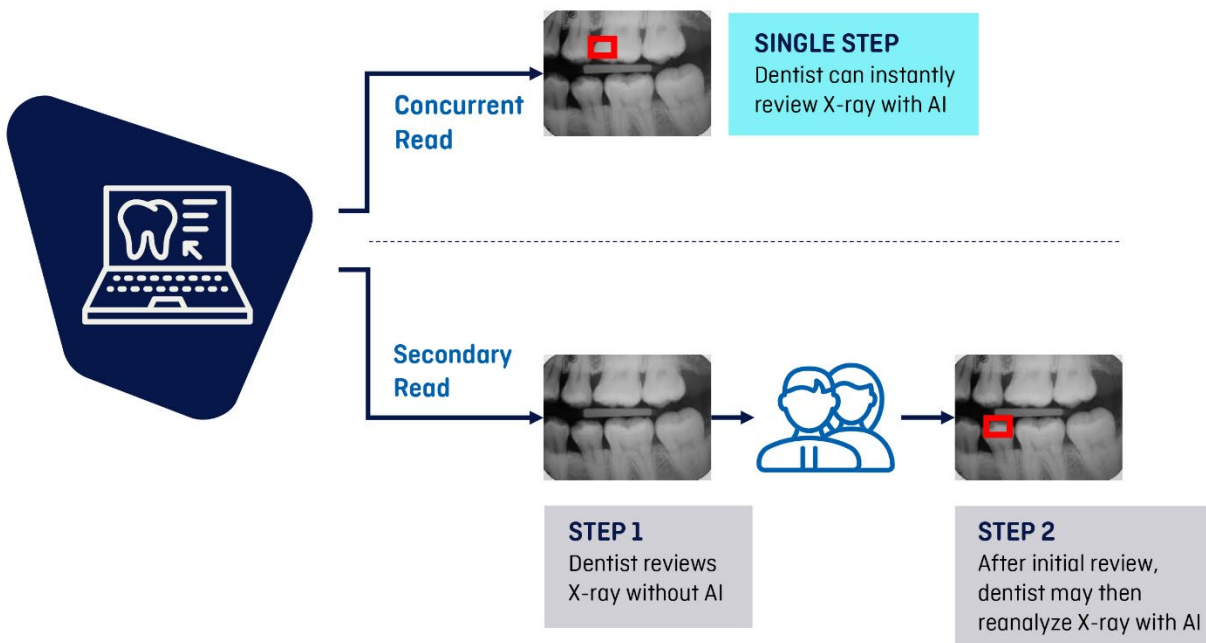 Concurrent
Read
SINGLE STEP
Dentist can instantly
review X-ray with AI
Secondary
Read
STEP 1
Dentist reviews
X-ray without AI
STEP 2
After initial review,
dentist may then
reanalyze X-ray with AI